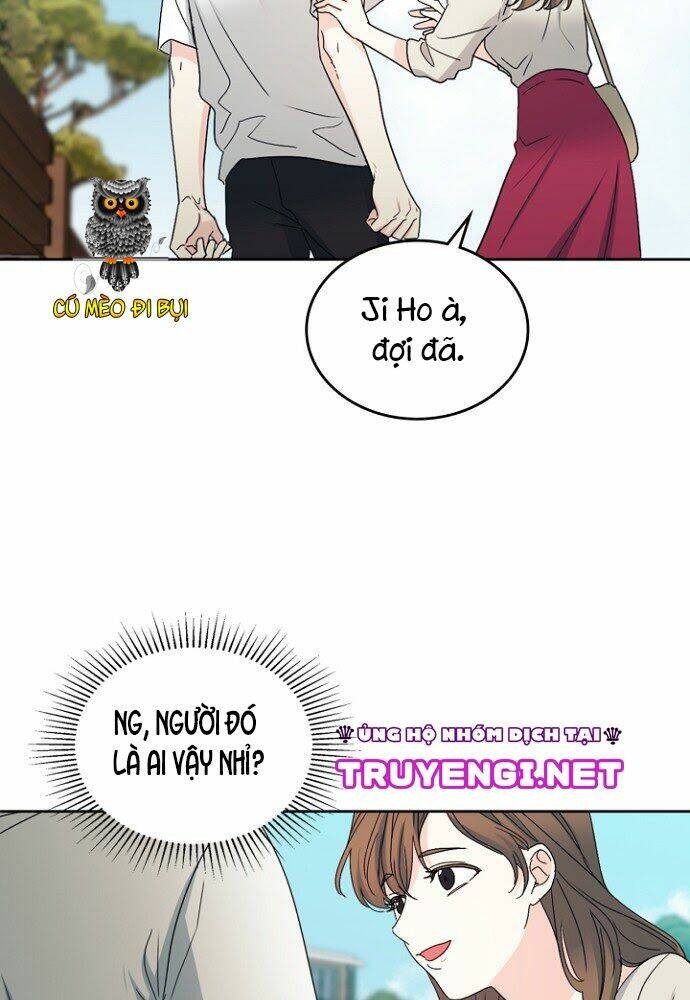 CÚ MÈO ĐI BỤI
Ji Ho à,
đợi đã.
NG, NGƯỜI ĐÓ
LÀ AI VẬY NHỈ?
ỦNG HỘ NHÓM DỊCH TẠI
TRUYENGI.NET